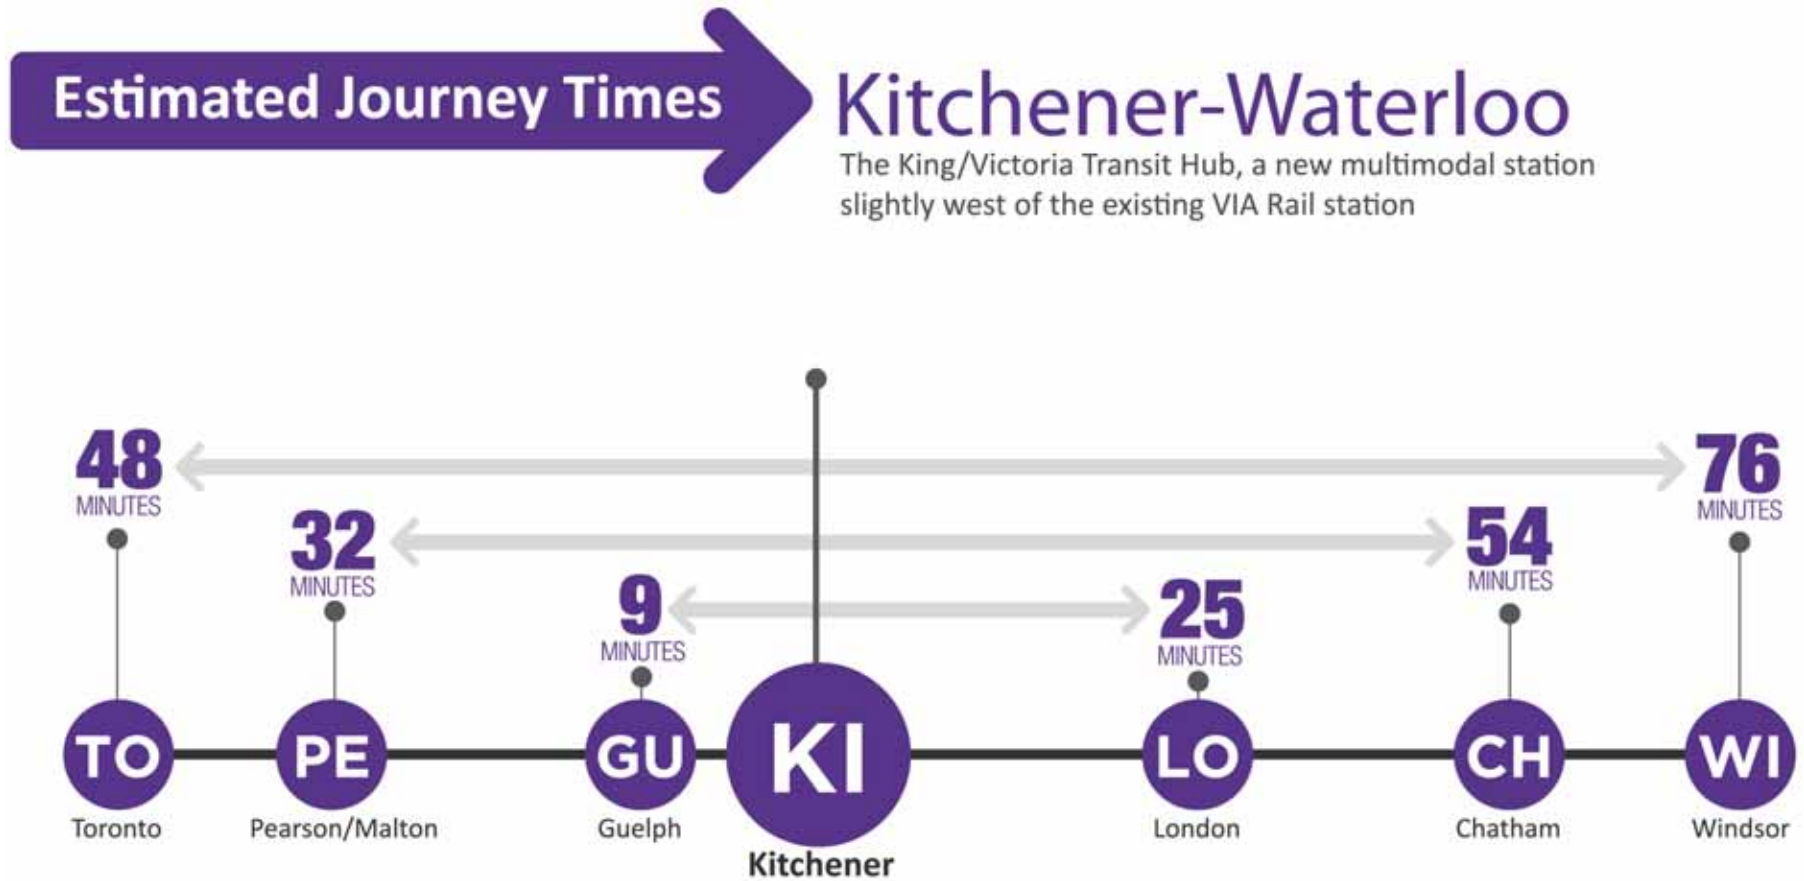 Estimated Journey Times
Kitchener-Waterloo
The King/Victoria Transit Hub, a new multimodal station
slightly west of the existing VIA Rail station
48
MINUTES
32
MINUTES
9
MINUTES
25
MINUTES
54
MINUTES
76
MINUTES
TO
PE
GU
KI
LO
CH
WI
Toronto
Pearson/Malton
Guelph
Kitchener
London
Chatham
Windsor